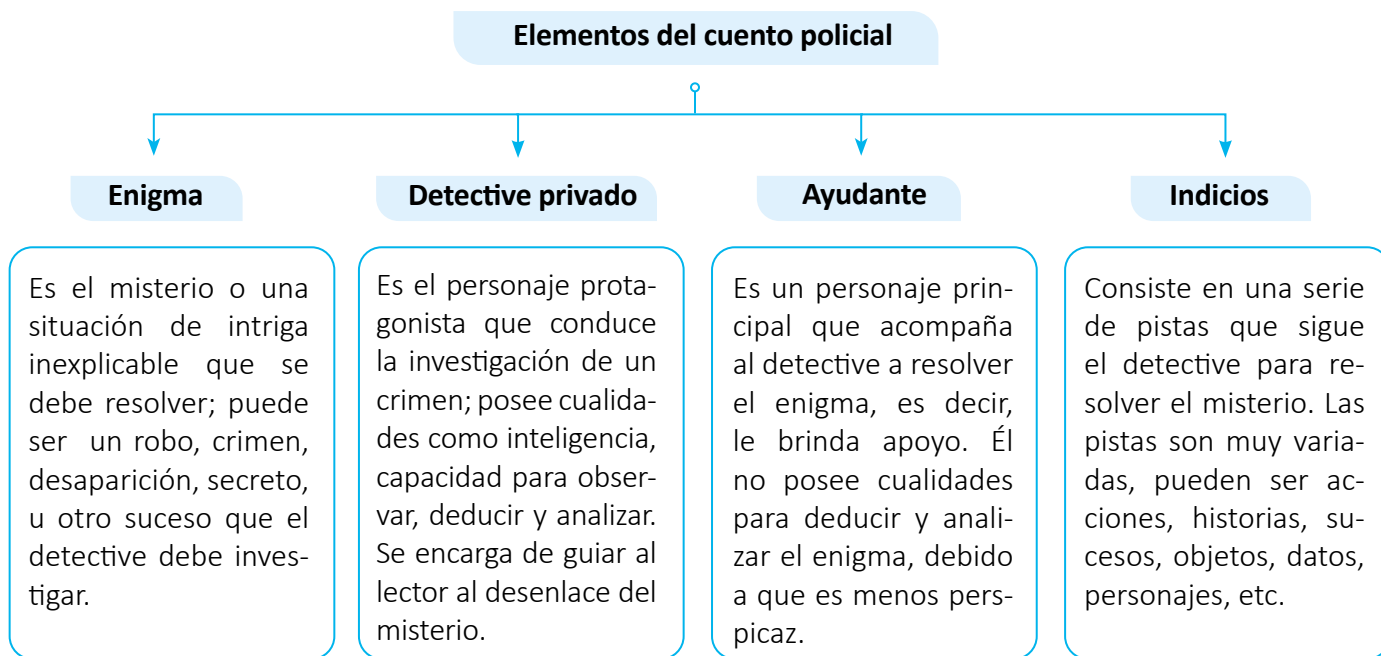 Elementos del cuento policial
Enigma
Es el misterio o una
situación de intriga
inexplicable que se
debe resolver; puede
ser un robo, crimen,
desaparición, secreto,
u otro suceso que el
detective debe inves-
tigar.
Detective privado
Es el personaje prota-
gonista que conduce
la investigación de un
crimen; posee cualida-
des como inteligencia,
capacidad para obser-
var, deducir y analizar.
Se encarga de guiar al
lector al desenlace del
misterio.
Ayudante
Es un personaje prin-
cipal que acompaña
al detective a resolver
el enigma, es decir,
le brinda apoyo. Él
no posee cualidades
para deducir y anali-
zar el enigma, debido
a que es menos pers-
picaz.
Indicios
Consiste en una serie
de pistas que sigue
el detective para re-
solver el misterio. Las
pistas son muy varia-
das, pueden ser ac-
ciones, historias, su-
cesos, objetos, datos,
personajes, etc.